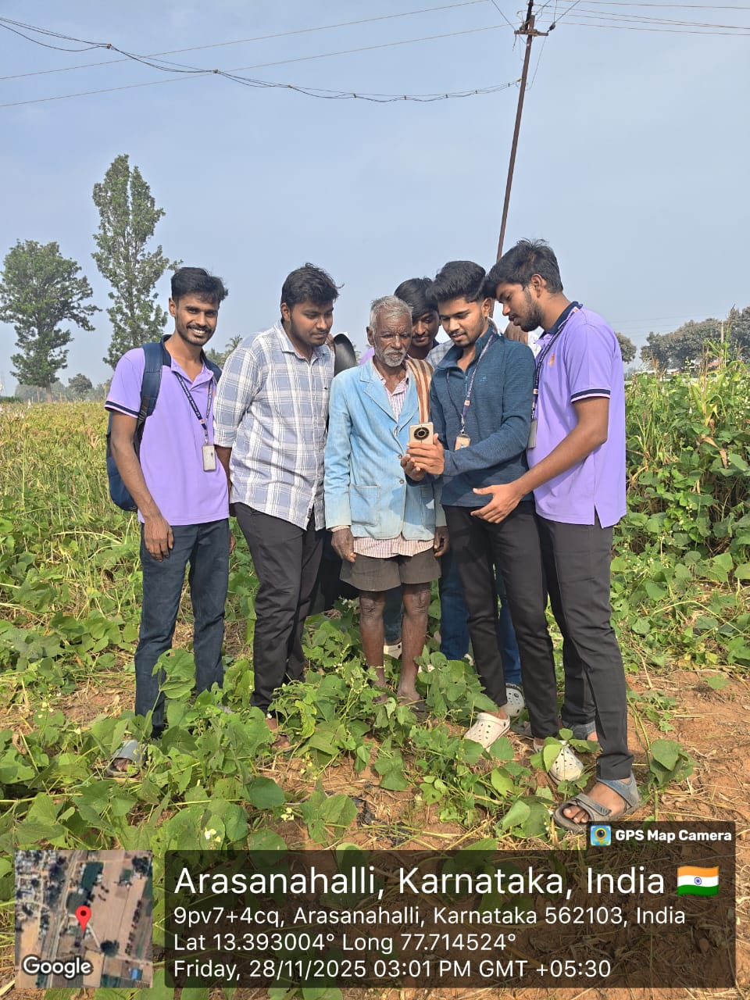 GPS Map Camera
Arasanahalli, Karnataka, India
9pv7+4cq, Arasanahalli, Karnataka 562103, India
Lat 13.393004° Long 77.714524°
Friday, 28/11/2025 03:01 PM GMT +05:30
Google